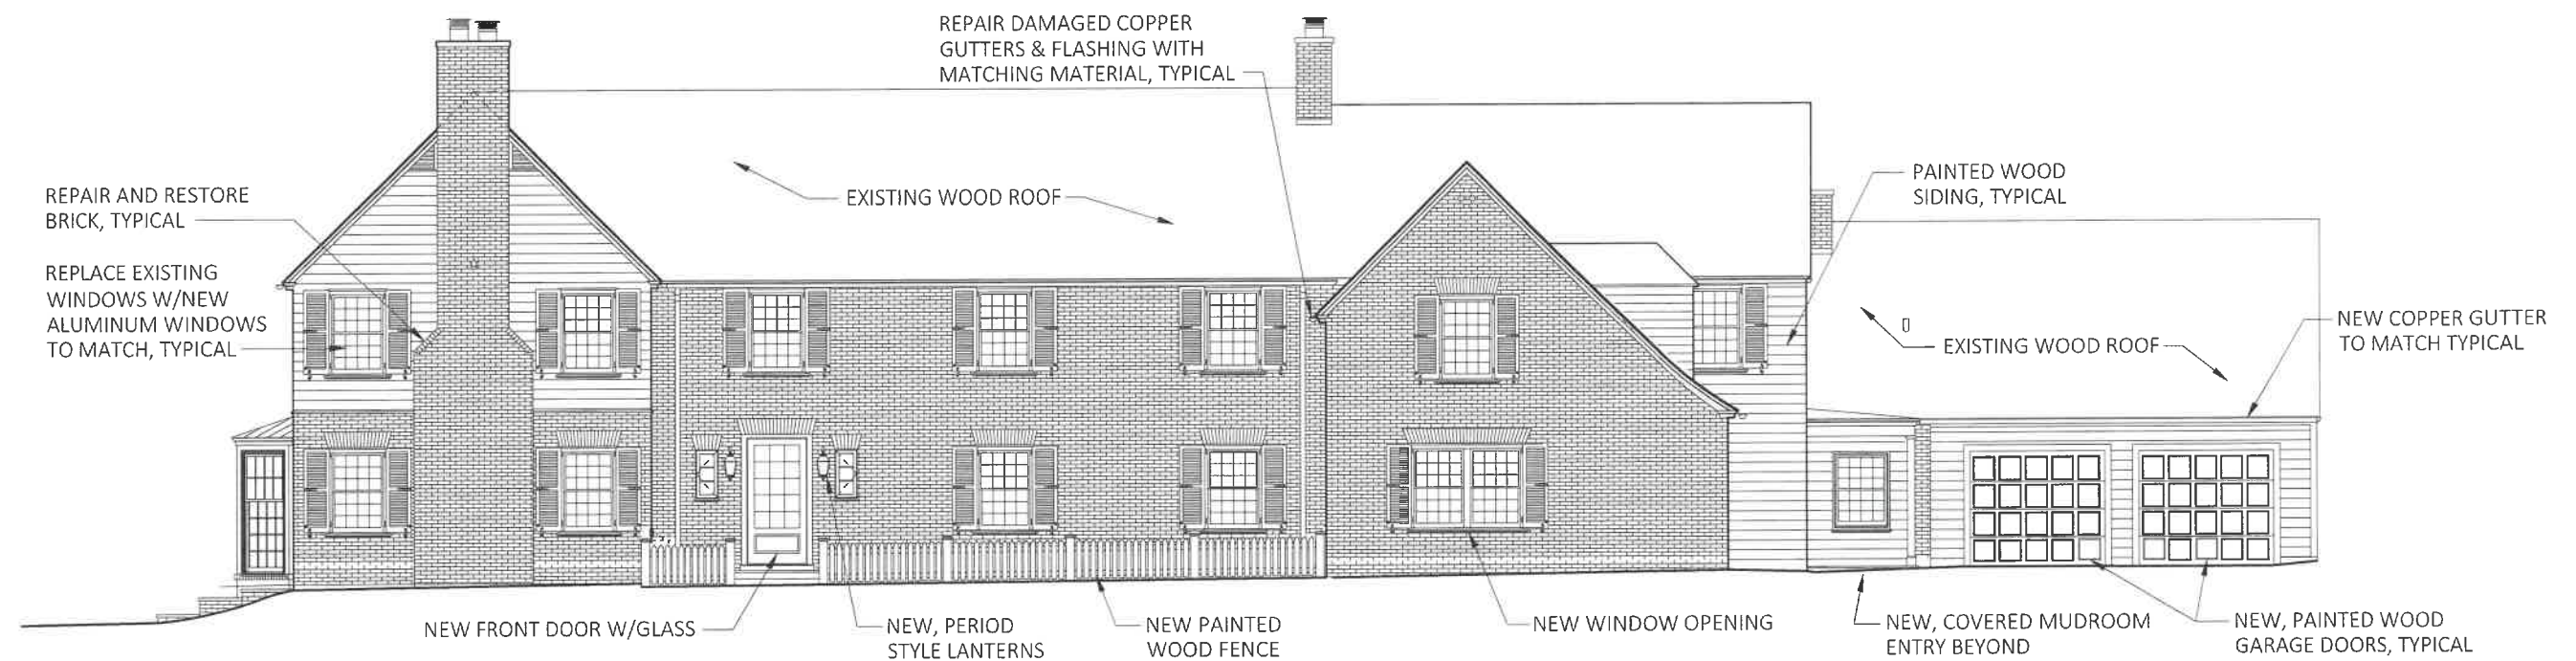 REPAIR DAMAGED COPPER
GUTTERS & FLASHING WITH
MATCHING MATERIAL, TYPICAL
REPAIR AND RESTORE
BRICK, TYPICAL
REPLACE EXISTING
WINDOWS W/NEW
ALUMINUM WINDOWS
TO MATCH, TYPICAL
EXISTING WOOD ROOF
PAINTED WOOD
SIDING, TYPICAL
EXISTING WOOD ROOF
NEW COPPER GUTTER
TO MATCH TYPICAL
NEW FRONT DOOR W/GLASS
NEW, PERIOD
STYLE LANTERNS
NEW PAINTED
WOOD FENCE
NEW WINDOW OPENING
NEW, COVERED MUDROOM
ENTRY BEYOND
NEW, PAINTED WOOD
GARAGE DOORS, TYPICAL